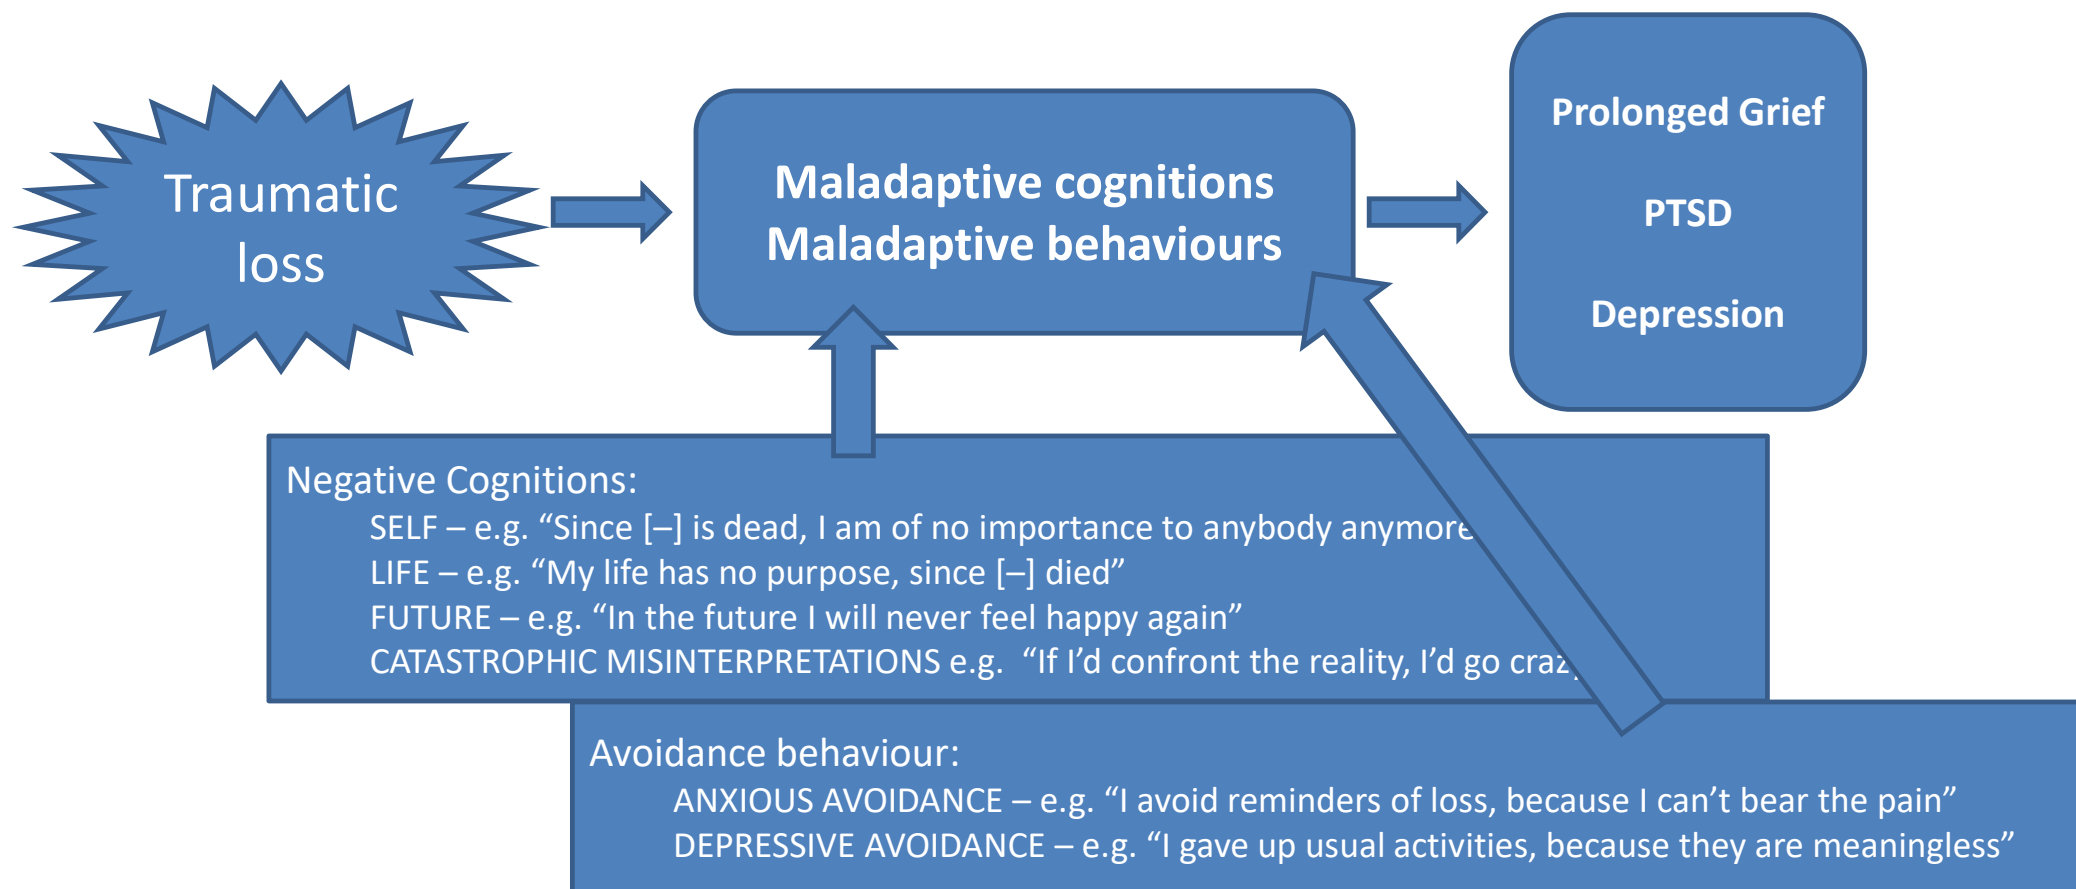 Traumatic
loss
Maladaptive cognitions
Maladaptive behaviours
Prolonged Grief
PTSD
Depression
Negative Cognitions:
SELF – e.g. “Since [–] is dead, I am of no importance to anybody anymore
LIFE – e.g. “My life has no purpose, since [–] died”
FUTURE – e.g. “In the future I will never feel happy again”
CATASTROPHIC MISINTERPRETATIONS e.g.  “If I’d confront the reality, I’d go crazy
Avoidance behaviour:
ANXIOUS AVOIDANCE – e.g. “I avoid reminders of loss, because I can’t bear the pain”
DEPRESSIVE AVOIDANCE – e.g. “I gave up usual activities, because they are meaningless”